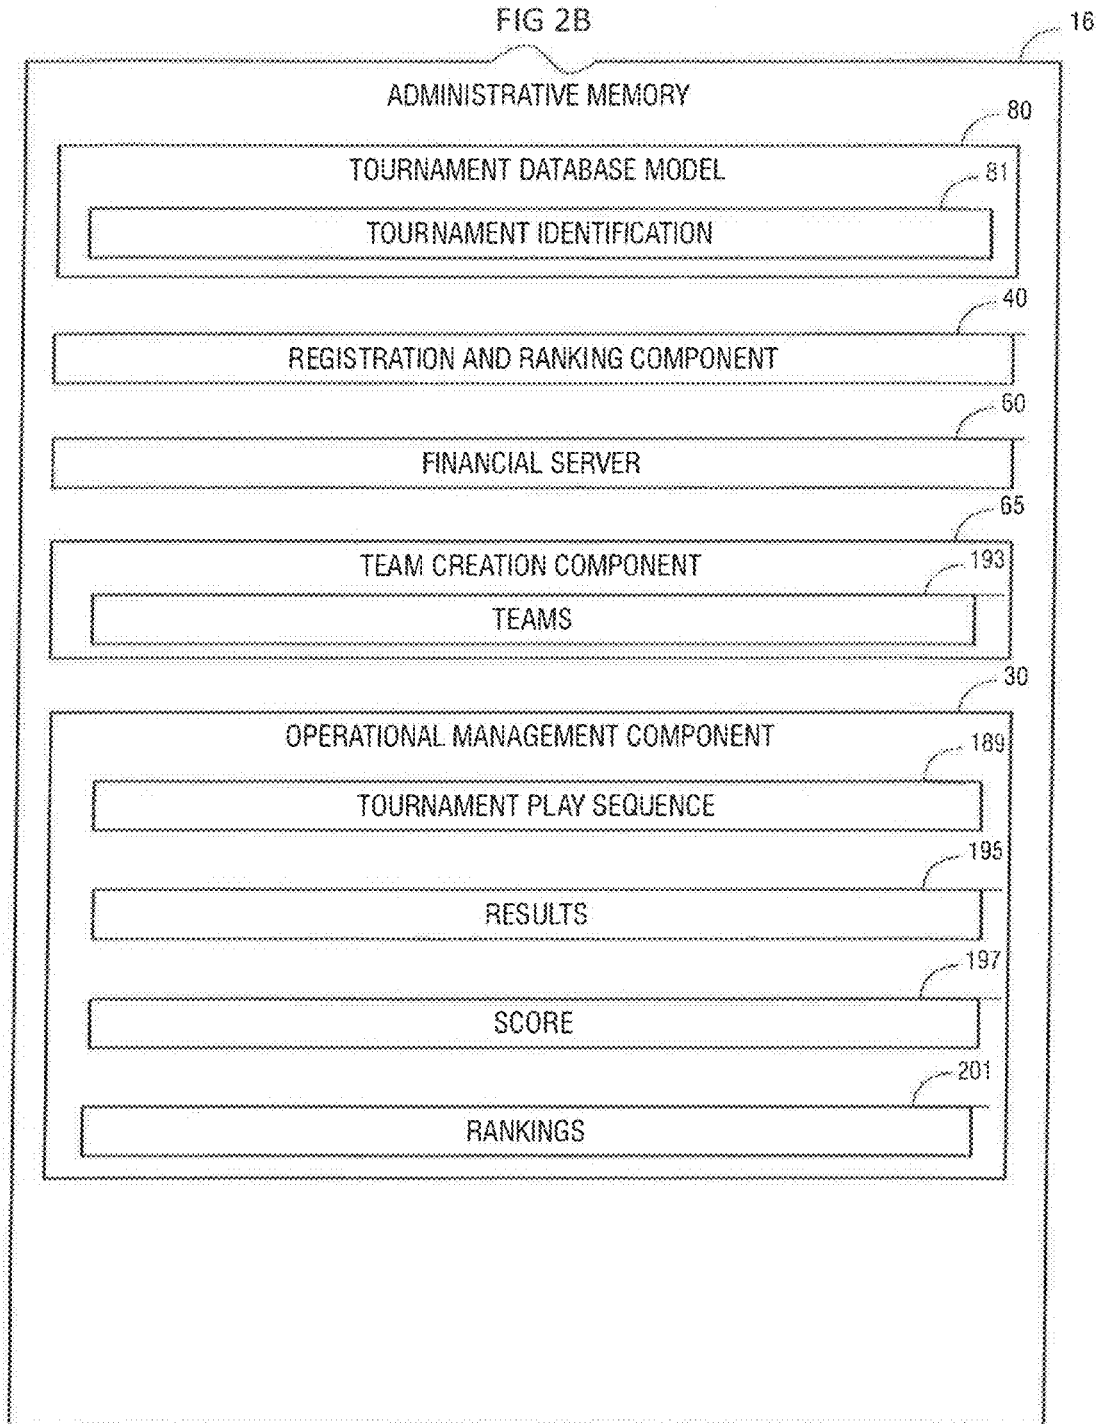 FIG 2B
16
ADMINISTRATIVE MEMORY
80
TOURNAMENT DATABASE MODEL
81
TOURNAMENT IDENTIFICATION
40
REGISTRATION AND RANKING COMPONENT
60
FINANCIAL SERVER
65
TEAM CREATION COMPONENT
193
TEAMS
30
OPERATIONAL MANAGEMENT COMPONENT
189
TOURNAMENT PLAY SEQUENCE
195
RESULTS
197
SCORE
201
RANKINGS